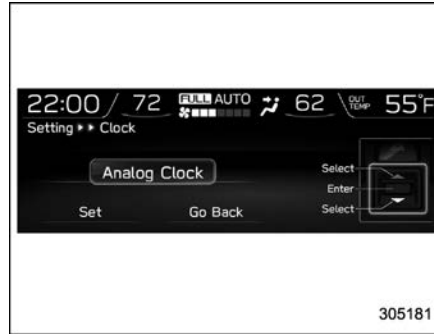 22:00 72 FULL AUTO 62 OUT TEMP 55°F
Setting ▸▸ Clock
Analog Clock
Select
Enter
Set Go Back Select
305181